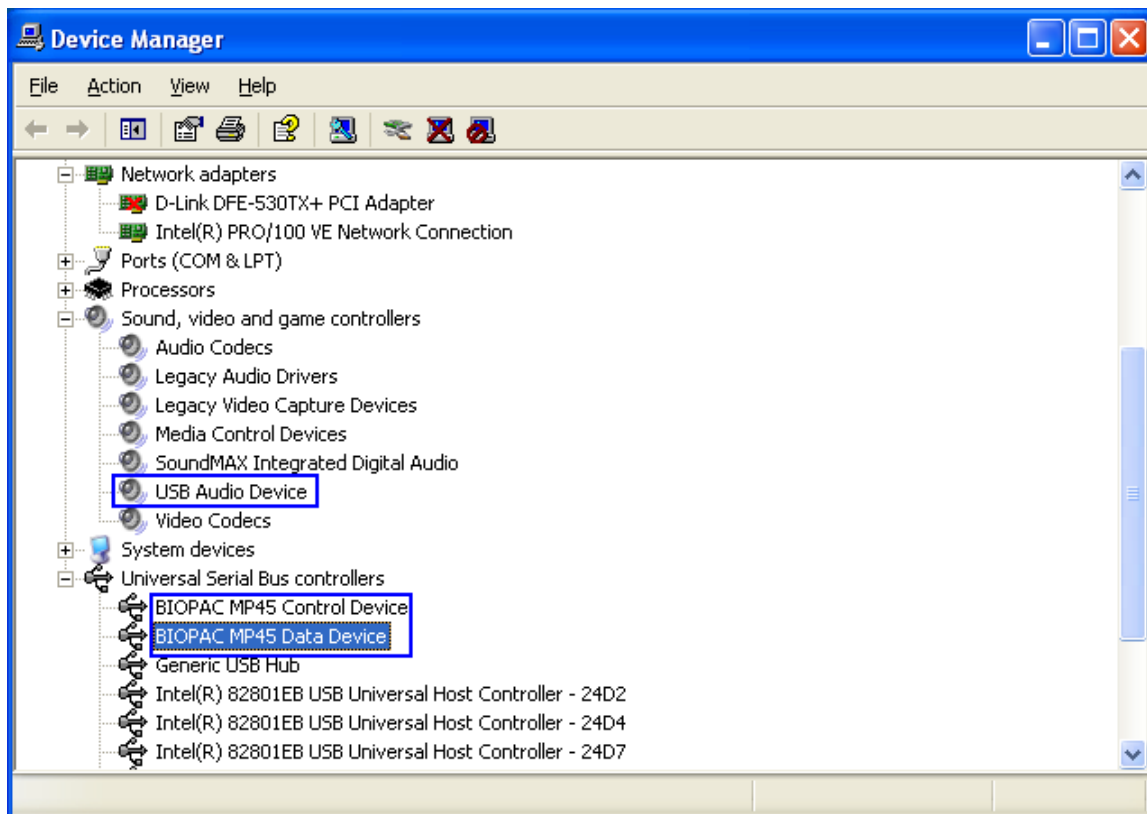 Device Manager
File Action View Help
Network adapters
D-Link DFE-530TX+ PCI Adapter
Intel(R) PRO/100 VE Network Connection
Ports (COM & LPT)
Processors
Sound, video and game controllers
Audio Codecs
Legacy Audio Drivers
Legacy Video Capture Devices
Media Control Devices
SoundMAX Integrated Digital Audio
USB Audio Device
Video Codecs
System devices
Universal Serial Bus controllers
BIOPAC MP45 Control Device
BIOPAC MP45 Data Device
Generic USB Hub
Intel(R) 82801EB USB Universal Host Controller - 24D2
Intel(R) 82801EB USB Universal Host Controller - 24D4
Intel(R) 82801EB USB Universal Host Controller - 24D7